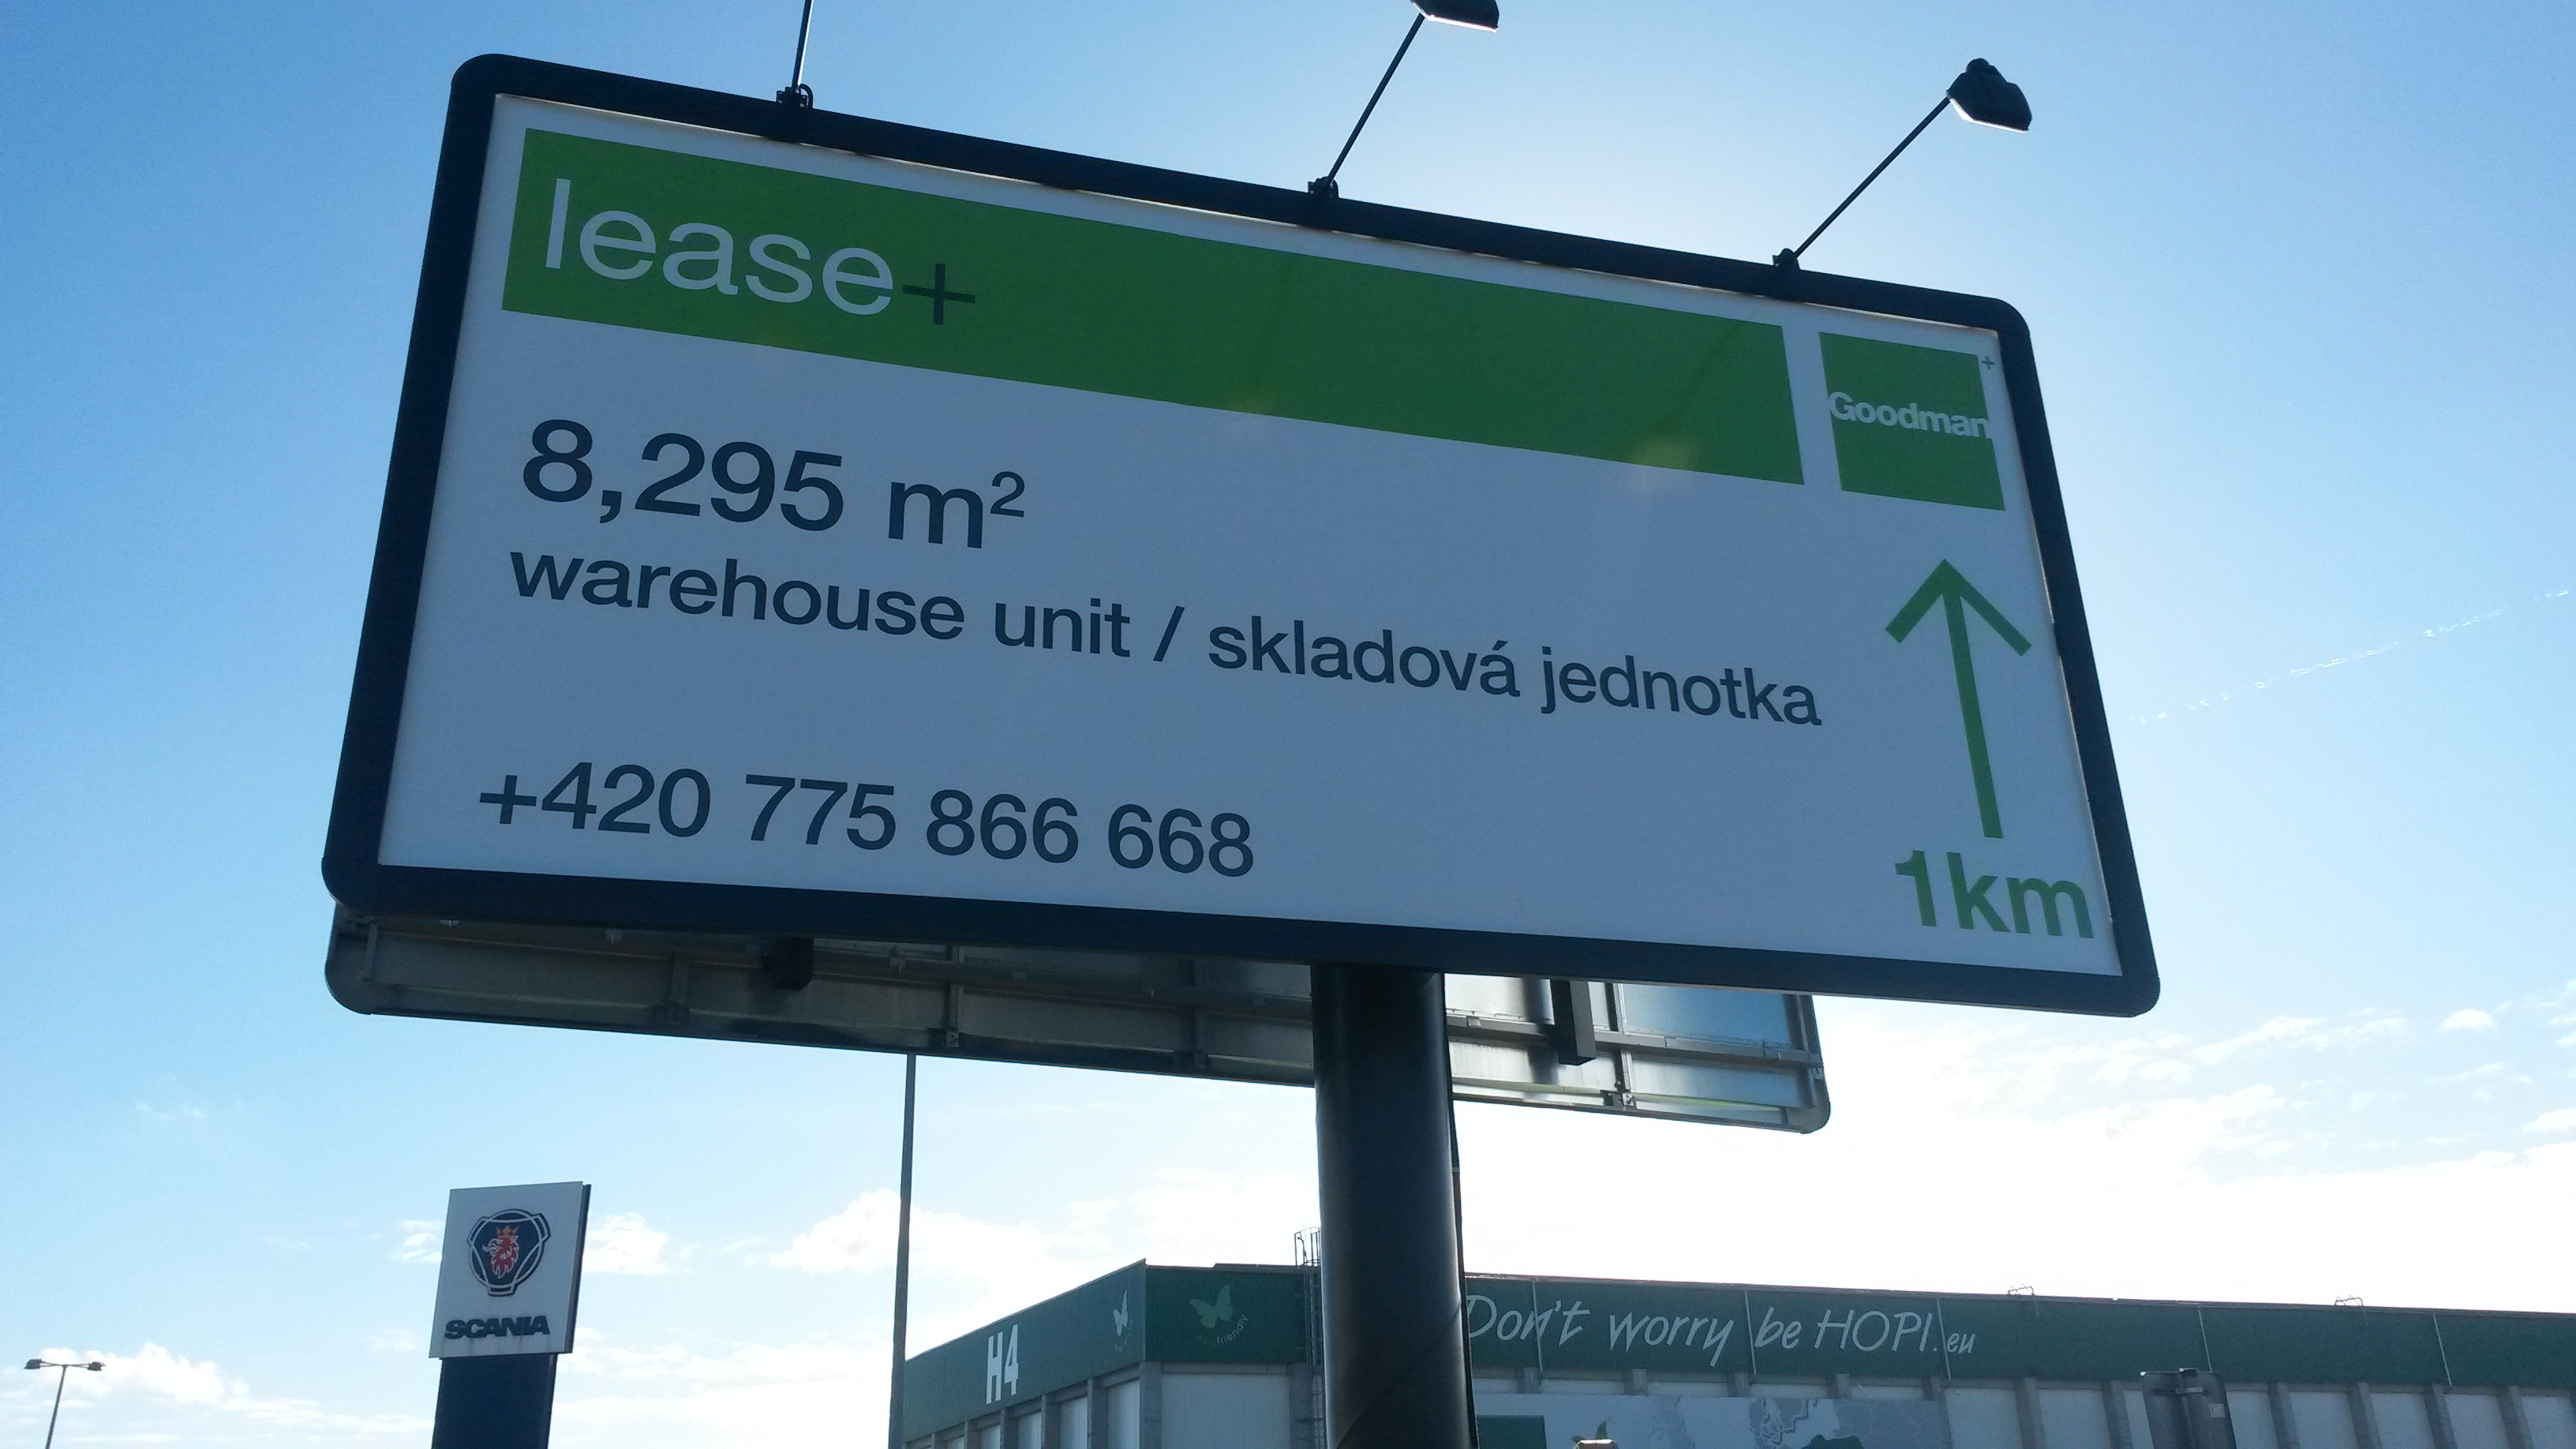 lease+
Goodman+
8,295 m²
warehouse unit / skladová jednotka
+420 775 866 668
1km
SCANIA
H4
friendly
Don't worry be HOPI.eu